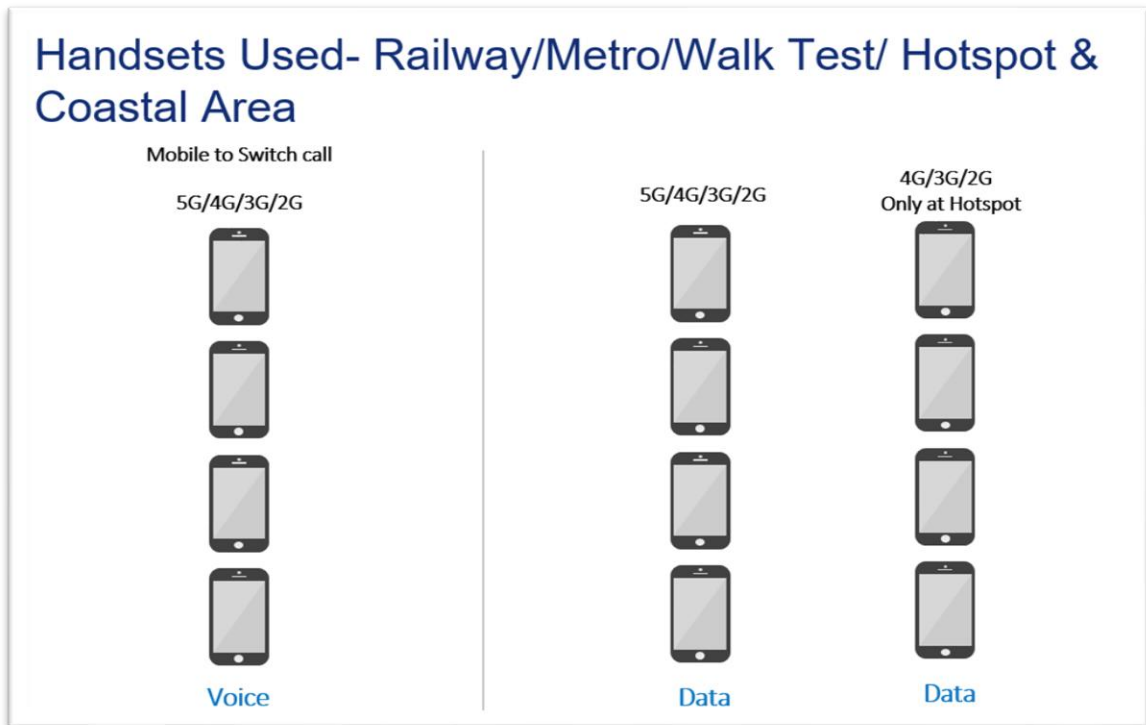 Handsets Used- Railway/Metro/Walk Test/ Hotspot &
Coastal Area
Mobile to Switch call
5G/4G/3G/2G
5G/4G/3G/2G
4G/3G/2G
Only at Hotspot
Voice
Data
Data